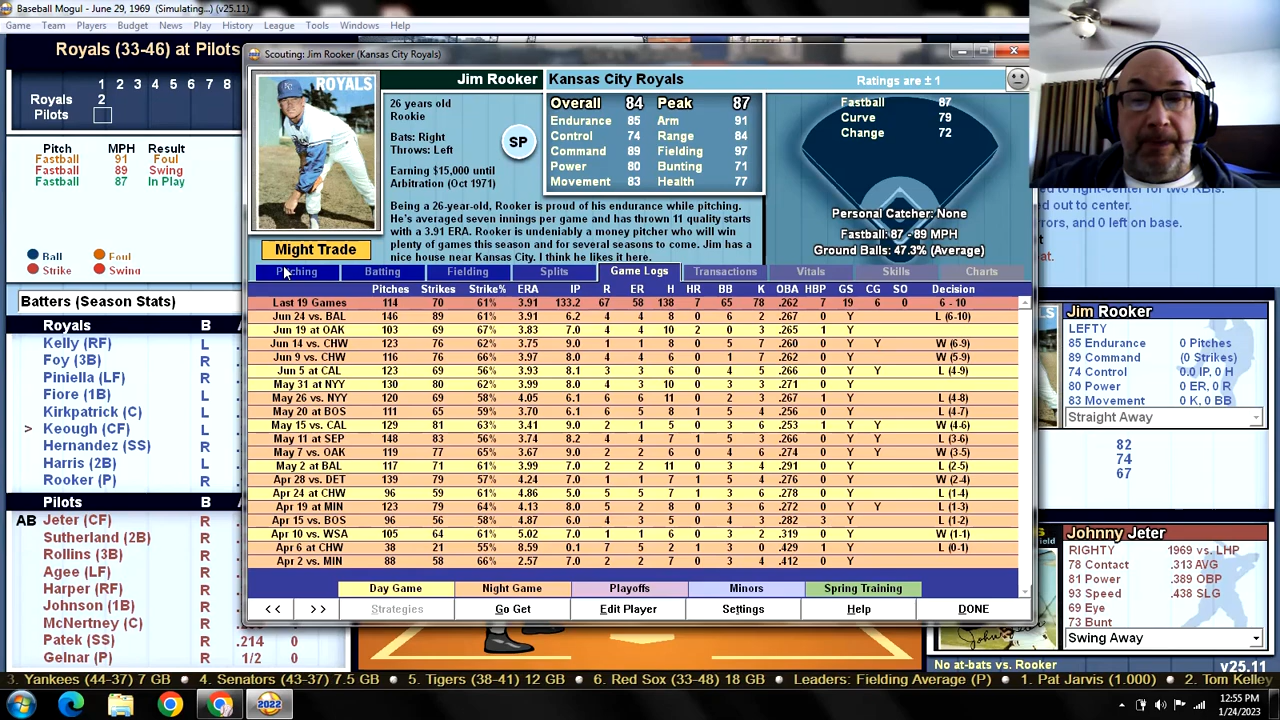 Baseball Mogul - June 29, 1969 (Simulating...) (v25.11)
Game Team Players Budget News Play History League Tools Windows Help
Royals (33-46) at Pilots
1 2 3 4 5 6 7 8
Royals 2
Pilots
Pitch MPH Result
Fastball 91 Foul
Fastball 89 Swing
Fastball 87 In Play
Ball Foul
Strike Swing
Batters (Season Stats)
Royals B
Kelly (RF) L
Foy (3B) R
Piniella (LF) R
Fiore (1B) L
Kirkpatrick (C) L
> Keough (CF) L
Hernandez (SS) R
Harris (2B) L
Rooker (P) R
Pilots B
AB Jeter (CF) R
Sutherland (2B) R
Rollins (3B) R
Agee (LF) R
Harper (RF) R
Johnson (1B) R
McNertney (C) R
Patek (SS) R .214 0
Gelnar (P) R 1/2 0
Scouting: Jim Rooker (Kansas City Royals)
ROYALS
Might Trade
Jim Rooker
26 years old
Rookie
Bats: Right
Throws: Left
Earning $15,000 until
Arbitration (Oct 1971)
SP
Kansas City Royals
Overall 84 Peak 87
Endurance 85 Arm 91
Control 74 Range 84
Command 89 Fielding 97
Power 80 Bunting 71
Movement 83 Health 77
Ratings are ± 1
Fastball 87
Curve 79
Change 72
Personal Catcher: None
Fastball: 87 - 89 MPH
Ground Balls: 47.3% (Average)
Being a 26-year-old, Rooker is proud of his endurance while pitching.
He's averaged seven innings per game and has thrown 11 quality starts
with a 3.91 ERA. Rooker is undeniably a money pitcher who will win
plenty of games this season and for several seasons to come. Jim has a
nice house near Kansas City. I think he likes it here.
Pitching Batting Fielding Splits Game Logs Transactions Vitals Skills Charts
Pitches Strikes Strike% ERA IP R ER H HR BB K OBA HBP GS CG SO Decision
Last 19 Games 114 70 61% 3.91 133.2 67 58 138 7 65 78 .262 7 19 6 0 6 - 10
Jun 24 vs. BAL 146 89 61% 3.91 6.2 4 4 8 0 6 2 .267 0 Y L (6-10)
Jun 19 at OAK 103 69 67% 3.83 7.0 4 4 10 2 0 3 .265 1 Y
Jun 14 vs. CHW 123 76 62% 3.75 9.0 1 1 8 0 5 7 .260 0 Y Y W (6-9)
Jun 9 vs. CHW 116 76 66% 3.97 8.0 4 4 6 0 1 7 .262 0 Y W (5-9)
Jun 5 at CAL 123 69 56% 3.93 8.1 3 3 6 0 4 5 .266 0 Y Y L (4-9)
May 31 at NYY 130 80 62% 3.99 8.0 4 3 10 0 3 3 .271 0 Y
May 26 vs. NYY 120 69 58% 4.05 6.1 6 6 11 0 2 3 .267 1 Y L (4-8)
May 20 at BOS 111 65 59% 3.70 6.1 6 5 8 1 5 4 .256 0 Y L (4-7)
May 15 vs. CAL 129 81 63% 3.41 9.0 2 1 5 0 3 6 .253 1 Y Y W (4-6)
May 11 at SEP 148 83 56% 3.74 8.2 4 4 7 1 5 3 .266 0 Y Y L (3-6)
May 7 vs. OAK 119 77 65% 3.67 9.0 2 2 6 0 4 6 .274 0 Y Y W (3-5)
May 2 at BAL 117 71 61% 3.99 7.0 2 2 11 0 3 4 .291 0 Y L (2-5)
Apr 28 vs. DET 139 79 57% 4.24 7.0 1 1 7 1 5 4 .276 0 Y W (2-4)
Apr 24 at CHW 96 59 61% 4.86 5.0 5 5 7 1 3 6 .278 0 Y L (1-4)
Apr 19 at MIN 123 79 64% 4.13 8.0 5 2 8 0 3 6 .272 0 Y Y L (1-3)
Apr 15 vs. BOS 96 56 58% 4.87 6.0 4 3 5 0 4 3 .282 3 Y L (1-2)
Apr 10 vs. WSA 105 64 61% 5.02 7.0 1 1 6 0 3 2 .319 0 Y W (1-1)
Apr 6 at CHW 38 21 55% 8.59 0.1 7 5 2 1 3 0 .429 1 Y L (0-1)
Apr 2 vs. MIN 88 58 66% 2.57 7.0 2 2 7 0 3 4 .412 0 Y
Day Game Night Game Playoffs Minors Spring Training
<< >> Strategies Go Get Edit Player Settings Help DONE
ed to right-center for two RBIs.
ed out to center.
rrors, and 0 left on base.
Jim Rooker
LEFTY
85 Endurance 0 Pitches
89 Command (0 Strikes)
74 Control 0.0 IP, 0 H
80 Power 0 ER, 0 R
83 Movement 0 K, 0 BB
Straight Away
82
74
67
Johnny Jeter
RIGHTY 1969 vs. LHP
78 Contact .313 AVG
81 Power .389 OBP
93 Speed .438 SLG
69 Eye
73 Bunt
Swing Away
No at-bats vs. Rooker
v25.11
3. Yankees (44-37) 7 GB 4. Senators (43-37) 7.5 GB 5. Tigers (38-41) 12 GB 6. Red Sox (33-48) 18 GB Leaders: Fielding Average (P) 1. Pat Jarvis (1.000) 2. Tom Kelley
2022
12:55 PM
1/24/2023